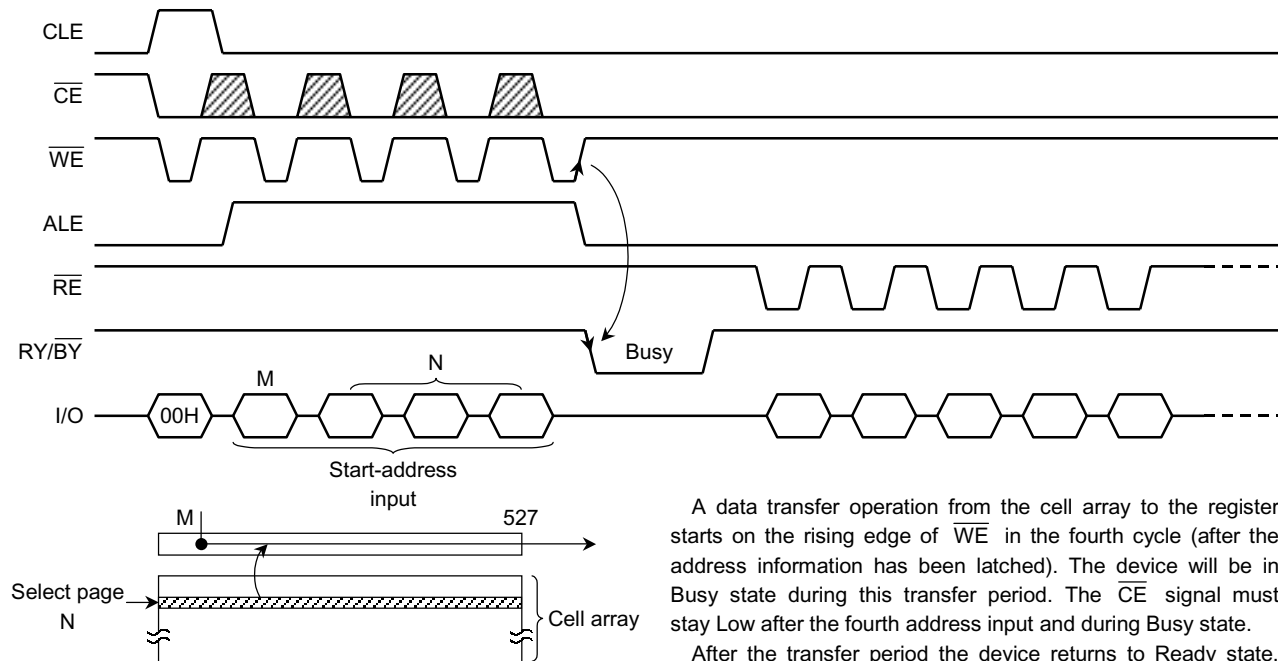 CLE
CE
WE
ALE
RE
RY/BY
Busy
M
N
I/O
00H
Start-address
input
M
527
Select page
N
Cell array
A data transfer operation from the cell array to the register
starts on the rising edge of WE in the fourth cycle (after the
address information has been latched). The device will be in
Busy state during this transfer period. The CE signal must
stay Low after the fourth address input and during Busy state.
After the transfer period the device returns to Ready state.